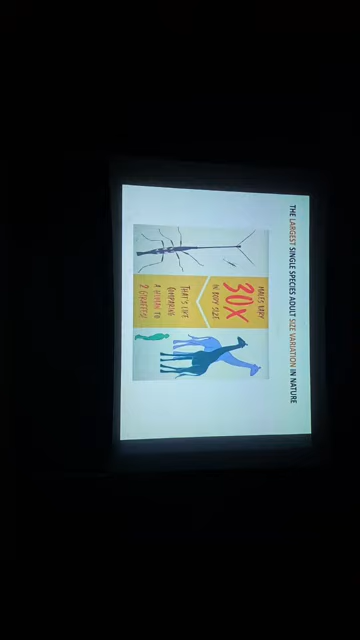 THE LARGEST SINGLE SPECIES ADULT SIZE VARIATION IN NATURE
MALES VARY
30X
IN BODY SIZE
THAT'S LIKE
COMPARING
A HUMAN TO
2 GIRAFFES!